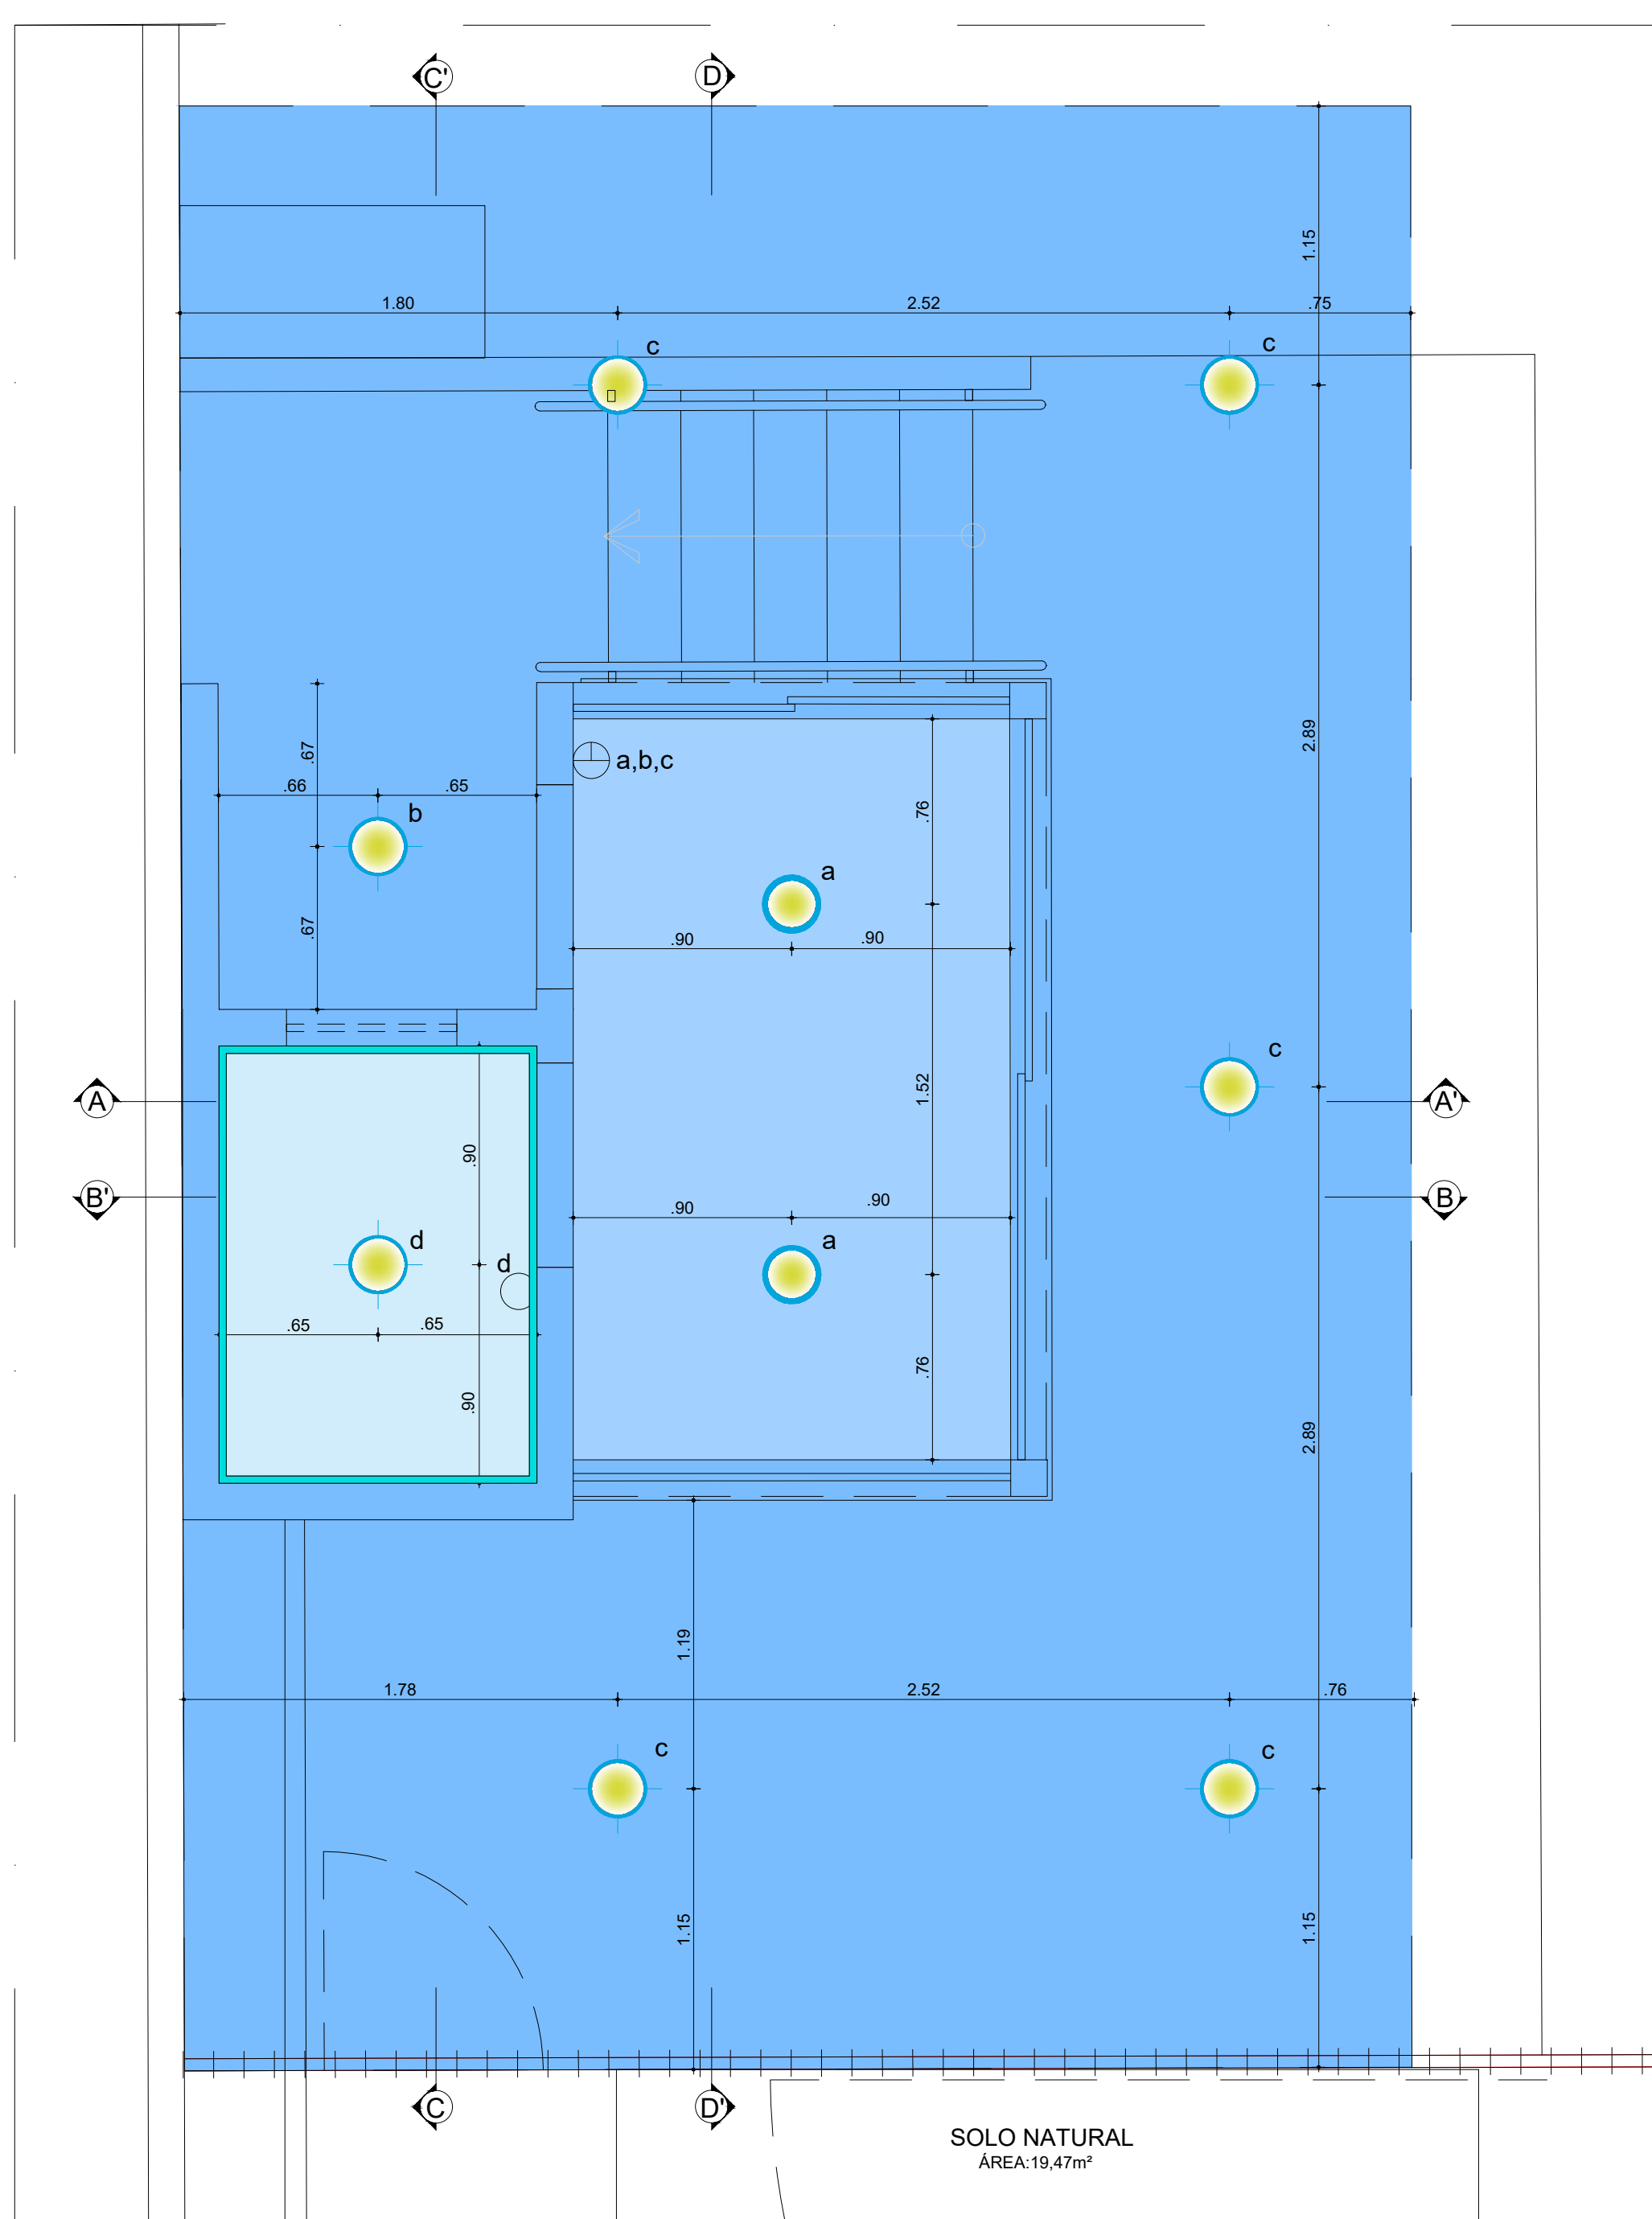 C'
D
1.15
1.80
2.52
.75
c
c
2.89
.67
a,b,c
.66
.65
.76
b
a
.67
.90
.90
c
A
1.52
A'
.90
B'
B
.90
.90
d
a
d
.65
.65
.76
.90
2.89
1.19
1.78
2.52
.76
c
c
1.15
1.15
C
D'
SOLO NATURAL
ÁREA:19,47m²